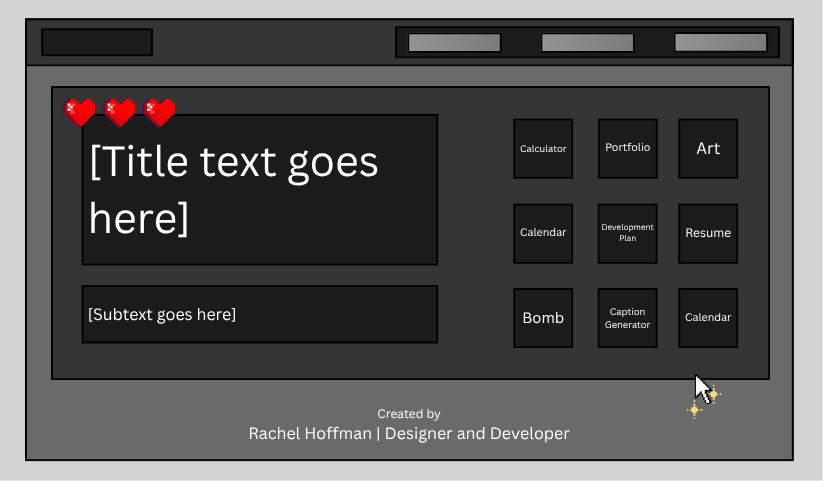 [Title text goes
here]
[Subtext goes here]
Calculator
Portfolio
Art
Calendar
Development
Plan
Resume
Bomb
Caption
Generator
Calendar
Created by
Rachel Hoffman | Designer and Developer